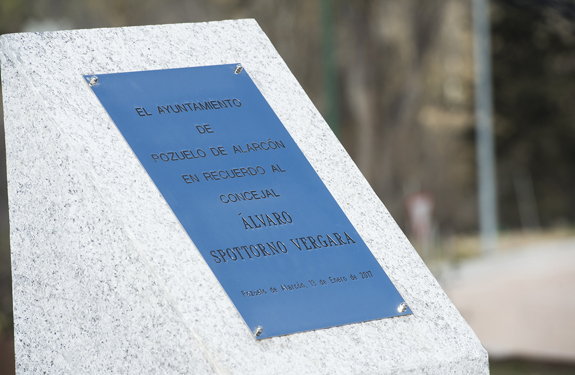 EL AYUNTAMIENTO
DE
POZUELO DE ALARCÓN
EN RECUERDO AL
CONCEJAL
ÁLVARO
SPOTTORNO VERGARA
Pozuelo de Alarcón, 17 de Enero de 2017